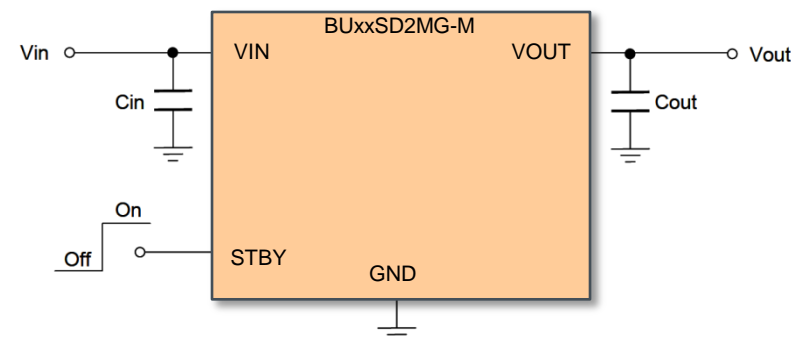 BUxxSD2MG-M
Vin
VIN
VOUT
Vout
Cin
Cout
On
Off
STBY
GND